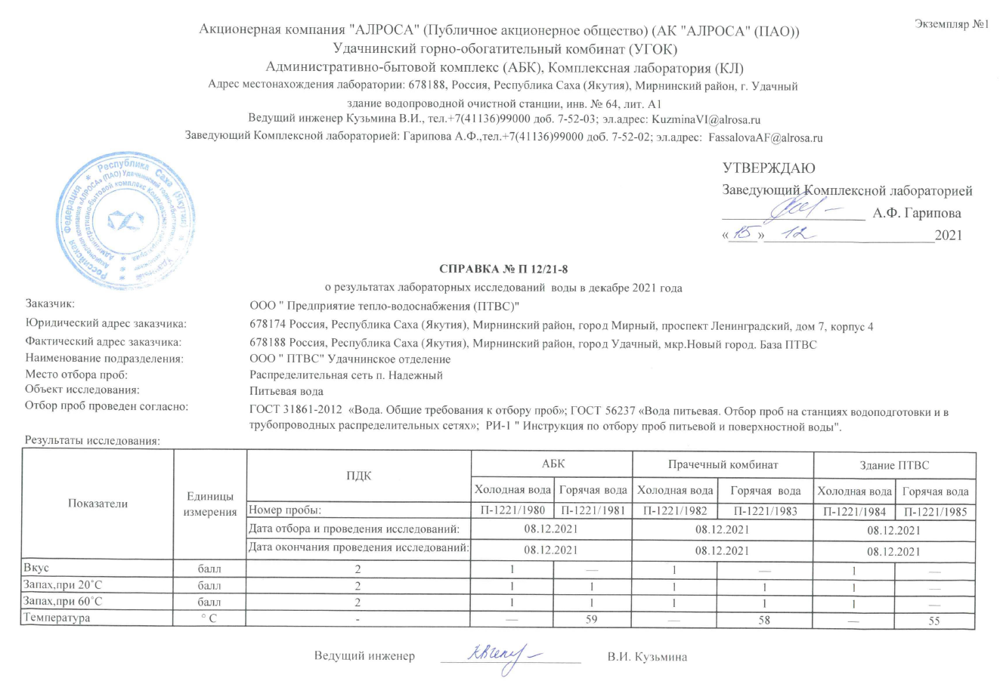 Экземпляр №1
Акционерная компания "АЛРОСА" (Публичное акционерное общество) (АК "АЛРОСА" (ПАО))
Удачнинский горно-обогатительный комбинат (УГОК)
Административно-бытовой комплекс (АБК), Комплексная лаборатория (КЛ)
Адрес местонахождения лаборатории: 678188, Россия, Республика Саха (Якутия), Мирнинский район, г. Удачный
здание водопроводной очистной станции, инв. № 64, лит. А1
Ведущий инженер Кузьмина В.И., тел.+7(41136)99000 доб. 7-52-03; эл.адрес: KuzminaVI@alrosa.ru
Заведующий Комплексной лабораторией: Гарипова А.Ф.,тел.+7(41136)99000 доб. 7-52-02; эл.адрес: FassalovaAF@alrosa.ru
УТВЕРЖДАЮ
Заведующий Комплексной лабораторией
А.Ф. Гарипова
« 15 » 12 2021
Российская Федерация ★ Республика Саха (Якутия)
СПРАВКА № П 12/21-8
о результатах лабораторных исследований воды в декабре 2021 года
Заказчик: ООО " Предприятие тепло-водоснабжения (ПТВС)"
Юридический адрес заказчика: 678174 Россия, Республика Саха (Якутия), Мирнинский район, город Мирный, проспект Ленинградский, дом 7, корпус 4
Фактический адрес заказчика: 678188 Россия, Республика Саха (Якутия), Мирнинский район, город Удачный, мкр.Новый город. База ПТВС
Наименование подразделения: ООО " ПТВС" Удачнинское отделение
Место отбора проб: Распределительная сеть п. Надежный
Объект исследования: Питьевая вода
Отбор проб проведен согласно: ГОСТ 31861-2012 «Вода. Общие требования к отбору проб»; ГОСТ 56237 «Вода питьевая. Отбор проб на станциях водоподготовки и в
трубопроводных распределительных сетях»; РИ-1 " Инструкция по отбору проб питьевой и поверхностной воды".
Результаты исследования:
Показатели Единицы измерения ПДК АБК Прачечный комбинат Здание ПТВС
Холодная вода Горячая вода Холодная вода Горячая вода Холодная вода Горячая вода
Номер пробы: П-1221/1980 П-1221/1981 П-1221/1982 П-1221/1983 П-1221/1984 П-1221/1985
Дата отбора и проведения исследований: 08.12.2021 08.12.2021 08.12.2021
Дата окончания проведения исследований: 08.12.2021 08.12.2021 08.12.2021
Вкус балл 2 1 — 1 — 1 —
Запах,при 20˚С балл 2 1 1 1 1 1 —
Запах,при 60˚С балл 2 1 1 1 1 1 —
Температура ° С - — 59 — 58 — 55
Ведущий инженер В.И. Кузьмина